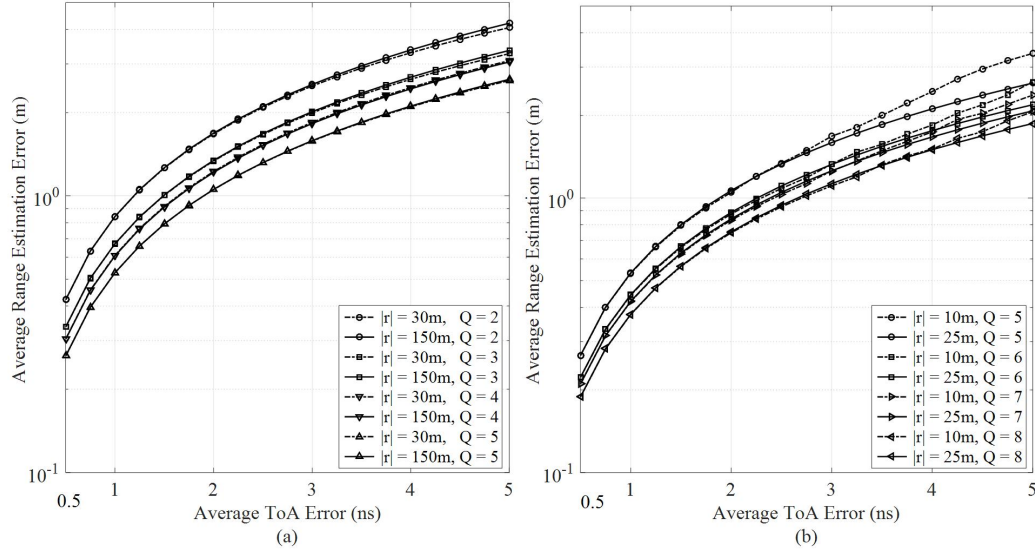 Average Range Estimation Error (m)
10^0
10^-1
0.5
1
2
3
4
5
Average ToA Error (ns)
(a)
|r| = 30m, Q = 2
|r| = 150m, Q = 2
|r| = 30m, Q = 3
|r| = 150m, Q = 3
|r| = 30m, Q = 4
|r| = 150m, Q = 4
|r| = 30m, Q = 5
|r| = 150m, Q = 5
Average Range Estimation Error (m)
10^0
10^-1
0.5
1
2
3
4
5
Average ToA Error (ns)
(b)
|r| = 10m, Q = 5
|r| = 25m, Q = 5
|r| = 10m, Q = 6
|r| = 25m, Q = 6
|r| = 10m, Q = 7
|r| = 25m, Q = 7
|r| = 10m, Q = 8
|r| = 25m, Q = 8